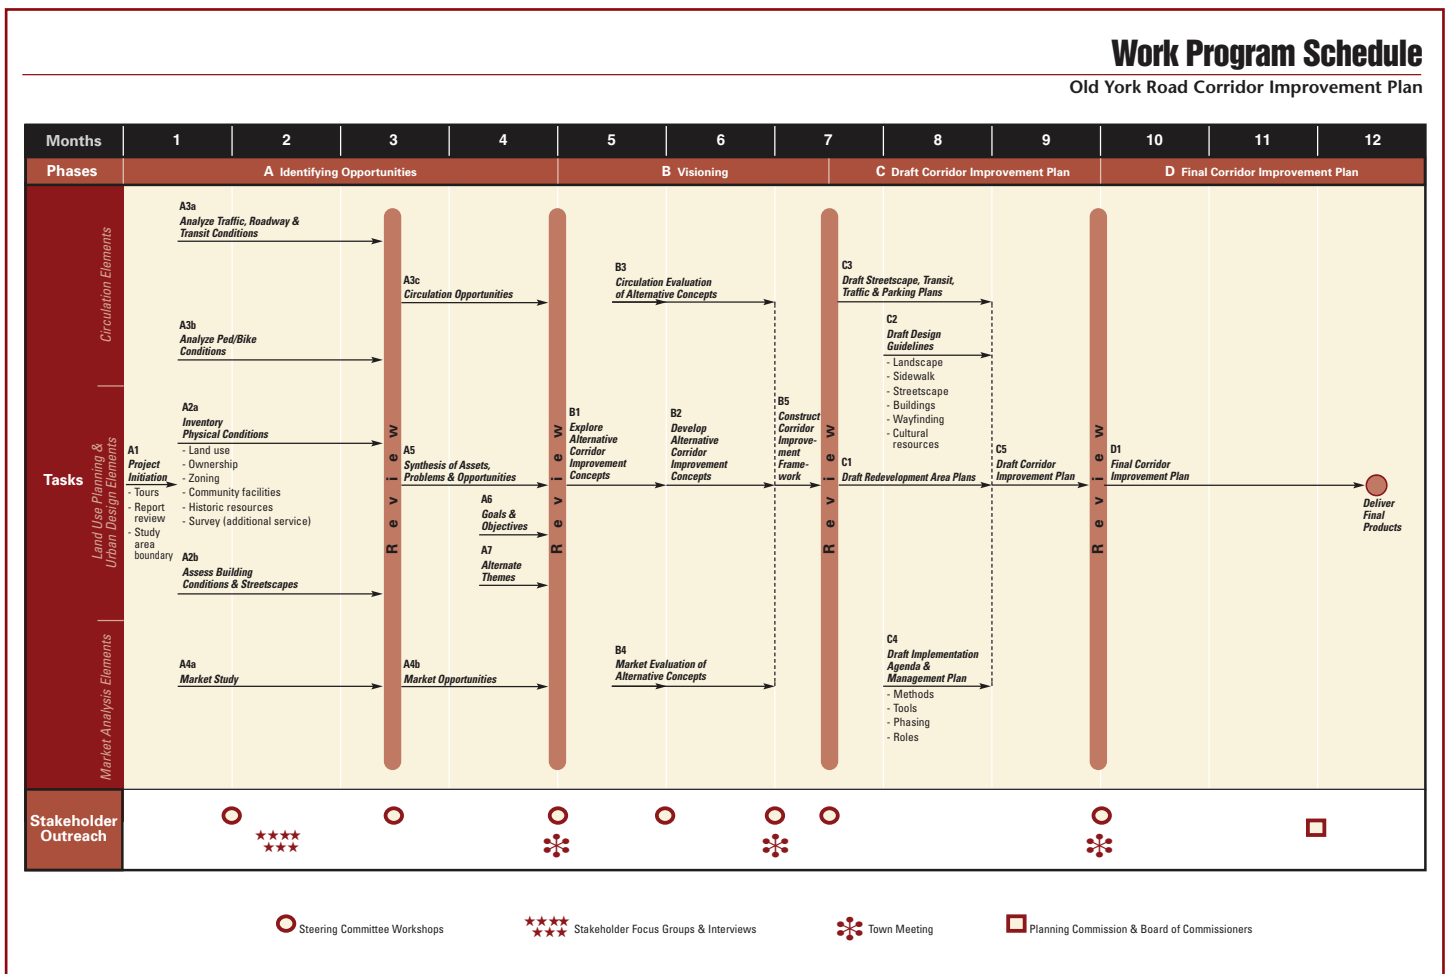 Work Program Schedule
Old York Road Corridor Improvement Plan
Months 1 2 3 4 5 6 7 8 9 10 11 12
Phases A Identifying Opportunities B Visioning C Draft Corridor Improvement Plan D Final Corridor Improvement Plan
Tasks
Circulation Elements
Land Use Planning &
Urban Design Elements
Market Analysis Elements
A3a
Analyze Traffic, Roadway &
Transit Conditions
A3b
Analyze Ped/Bike
Conditions
A1
Project
Initiation
- Tours
- Report
review
- Study
area
boundary
A2a
Inventory
Physical Conditions
- Land use
- Ownership
- Zoning
- Community facilities
- Historic resources
- Survey (additional service)
A2b
Assess Building
Conditions & Streetscapes
A4a
Market Study
Review
A3c
Circulation Opportunities
A5
Synthesis of Assets,
Problems & Opportunities
A6
Goals &
Objectives
A7
Alternate
Themes
A4b
Market Opportunities
Review
B3
Circulation Evaluation
of Alternative Concepts
B1
Explore
Alternative
Corridor
Improvement
Concepts
B2
Develop
Alternative
Corridor
Improvement
Concepts
B5
Construct
Corridor
Improve-
ment
Frame-
work
B4
Market Evaluation of
Alternative Concepts
Review
C3
Draft Streetscape, Transit,
Traffic & Parking Plans
C2
Draft Design
Guidelines
- Landscape
- Sidewalk
- Streetscape
- Buildings
- Wayfinding
- Cultural
resources
C1
Draft Redevelopment Area Plans
C5
Draft Corridor
Improvement Plan
C4
Draft Implementation
Agenda &
Management Plan
- Methods
- Tools
- Phasing
- Roles
Review
D1
Final Corridor
Improvement Plan
Deliver
Final
Products
Stakeholder
Outreach
Steering Committee Workshops
Stakeholder Focus Groups & Interviews
Town Meeting
Planning Commission & Board of Commissioners